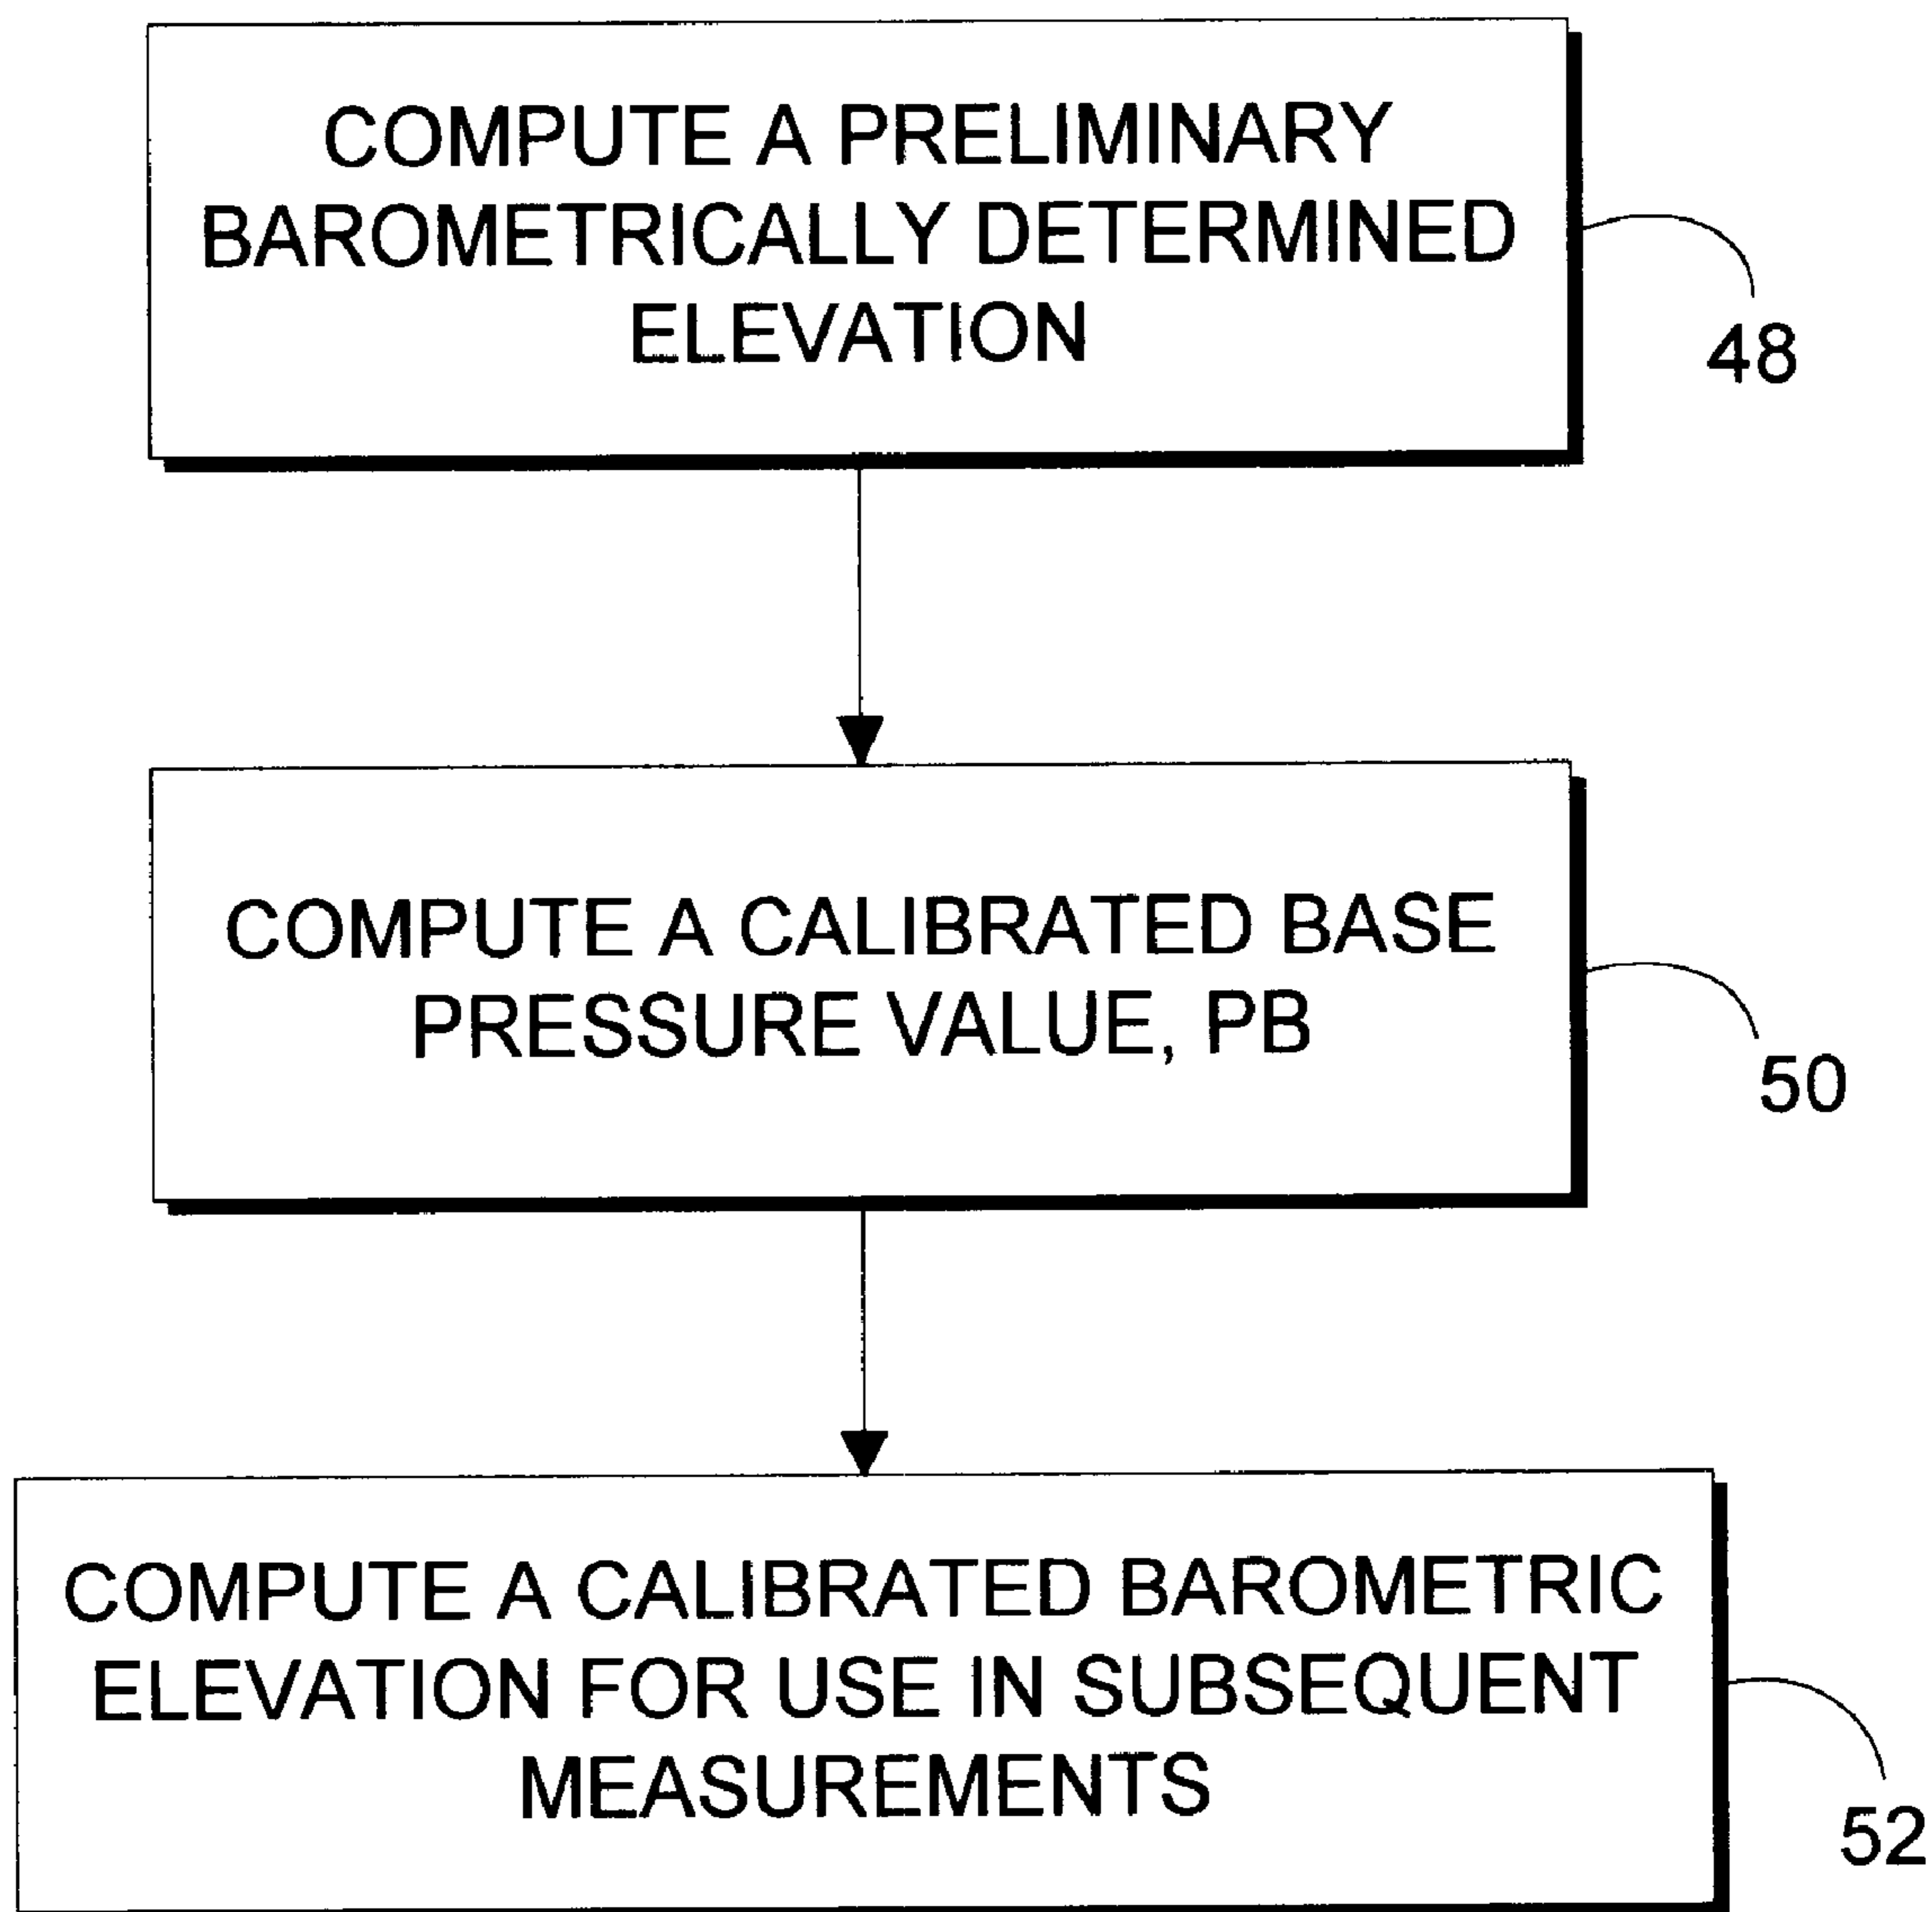 COMPUTE A PRELIMINARY
BAROMETRICALLY DETERMINED
ELEVATION
48
COMPUTE A CALIBRATED BASE
PRESSURE VALUE, PB
50
COMPUTE A CALIBRATED BAROMETRIC
ELEVATION FOR USE IN SUBSEQUENT
MEASUREMENTS
52